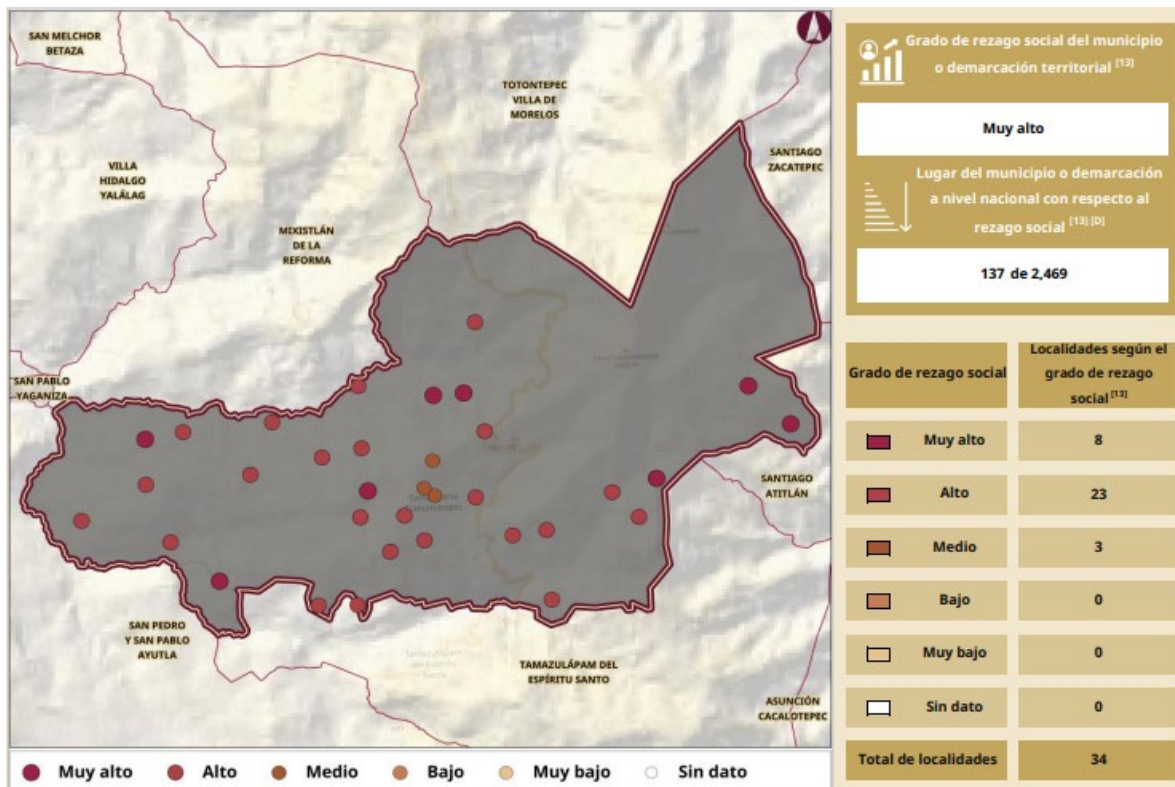 SAN MELCHOR
BETAZA
TOTONTEPEC
VILLA DE
MORELOS
SANTIAGO
ZACATEPEC
VILLA
HIDALGO
YALÁLAG
MIXISTLÁN
DE LA
REFORMA
SAN PABLO
YAGANIZA
SANTIAGO
ATITLÁN
SAN PEDRO
Y SAN PABLO
AYUTLA
TAMAZULÁPAM DEL
ESPÍRITU SANTO
ASUNCIÓN
CACALOTEPEC
Muy alto Alto Medio Bajo Muy bajo Sin dato
Grado de rezago social del municipio
o demarcación territorial [13]
Muy alto
Lugar del municipio o demarcación
a nivel nacional con respecto al
rezago social [13] [D]
137 de 2,469
Grado de rezago social
Localidades según el
grado de rezago
social [13]
Muy alto 8
Alto 23
Medio 3
Bajo 0
Muy bajo 0
Sin dato 0
Total de localidades 34